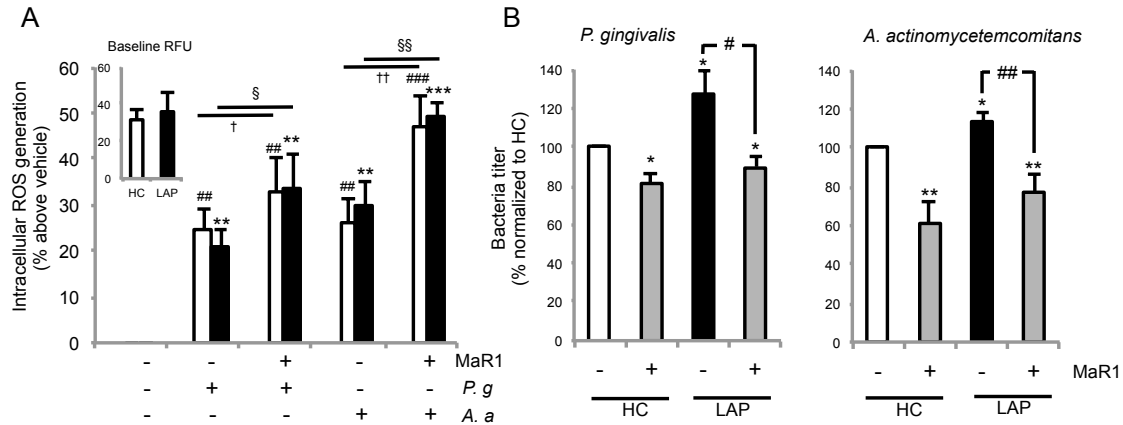 A
Baseline RFU
60
40
20
0
HC LAP
Intracellular ROS generation
(% above vehicle)
60
50
40
30
20
10
0
## ** † § ## ** ## ** †† §§ ### ***
- - + - + MaR1
- + + - - P. g
- - - + + A. a
B
P. gingivalis
Bacteria titer
(% normalized to HC)
140
120
100
80
60
40
20
0
* * # *
- + - +
HC LAP
A. actinomycetemcomitans
140
120
100
80
60
40
20
0
** * ## **
- + - + MaR1
HC LAP